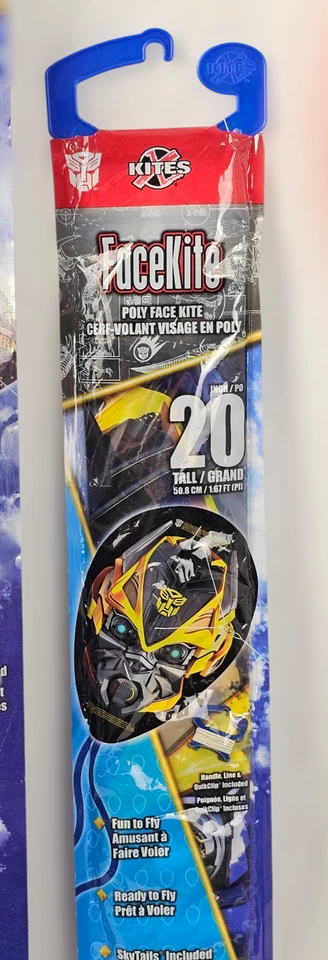 KITES
KITES
FaceKite
POLY FACE KITE
CERF-VOLANT VISAGE EN POLY
INCH / PO
20
TALL / GRAND
50.8 CM / 1.67 FT (PI)
Handle, Line &
QuikClip® Included
Poignée, Ligne et
QuikClip® Incluses
Fun to Fly
Amusant à
Faire Voler
Ready to Fly
Prêt à Voler
SkyTails® Included